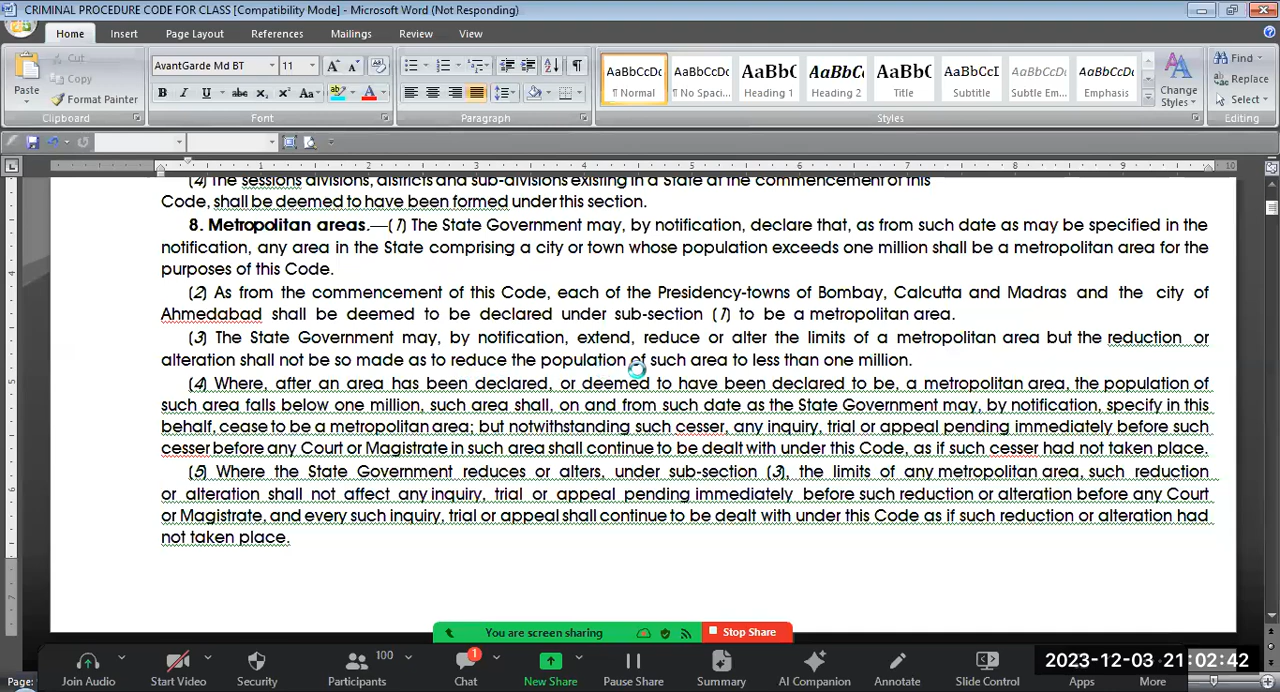 CRIMINAL PROCEDURE CODE FOR CLASS [Compatibility Mode] - Microsoft Word (Not Responding)
Home Insert Page Layout References Mailings Review View
Cut
Copy
Paste
Format Painter
AvantGarde Md BT 11
AaBbCcDc AaBbCcDc AaBbC AaBbCc AaBbC AaBbCcI AaBbCcDc AaBbCcDc
¶ Normal ¶ No Spaci... Heading 1 Heading 2 Title Subtitle Subtle Em... Emphasis
Change Styles
Find
Replace
Select
Clipboard Font Paragraph Styles Editing
1 2 3 4 5 6 7 8 9 10
(4) The sessions divisions, districts and sub-divisions existing in a State at the commencement of this
Code, shall be deemed to have been formed under this section.
8. Metropolitan areas.—(1) The State Government may, by notification, declare that, as from such date as may be specified in the
notification, any area in the State comprising a city or town whose population exceeds one million shall be a metropolitan area for the
purposes of this Code.
(2) As from the commencement of this Code, each of the Presidency-towns of Bombay, Calcutta and Madras and the city of
Ahmedabad shall be deemed to be declared under sub-section (1) to be a metropolitan area.
(3) The State Government may, by notification, extend, reduce or alter the limits of a metropolitan area but the reduction or
alteration shall not be so made as to reduce the population of such area to less than one million.
(4) Where, after an area has been declared, or deemed to have been declared to be, a metropolitan area, the population of
such area falls below one million, such area shall, on and from such date as the State Government may, by notification, specify in this
behalf, cease to be a metropolitan area; but notwithstanding such cesser, any inquiry, trial or appeal pending immediately before such
cesser before any Court or Magistrate in such area shall continue to be dealt with under this Code, as if such cesser had not taken place.
(5) Where the State Government reduces or alters, under sub-section (3), the limits of any metropolitan area, such reduction
or alteration shall not affect any inquiry, trial or appeal pending immediately before such reduction or alteration before any Court
or Magistrate, and every such inquiry, trial or appeal shall continue to be dealt with under this Code as if such reduction or alteration had
not taken place.
You are screen sharing Stop Share
100 1
Join Audio Start Video Security Participants Chat New Share Pause Share Summary AI Companion Annotate Slide Control Apps More
2023-12-03 21:02:42
Page: